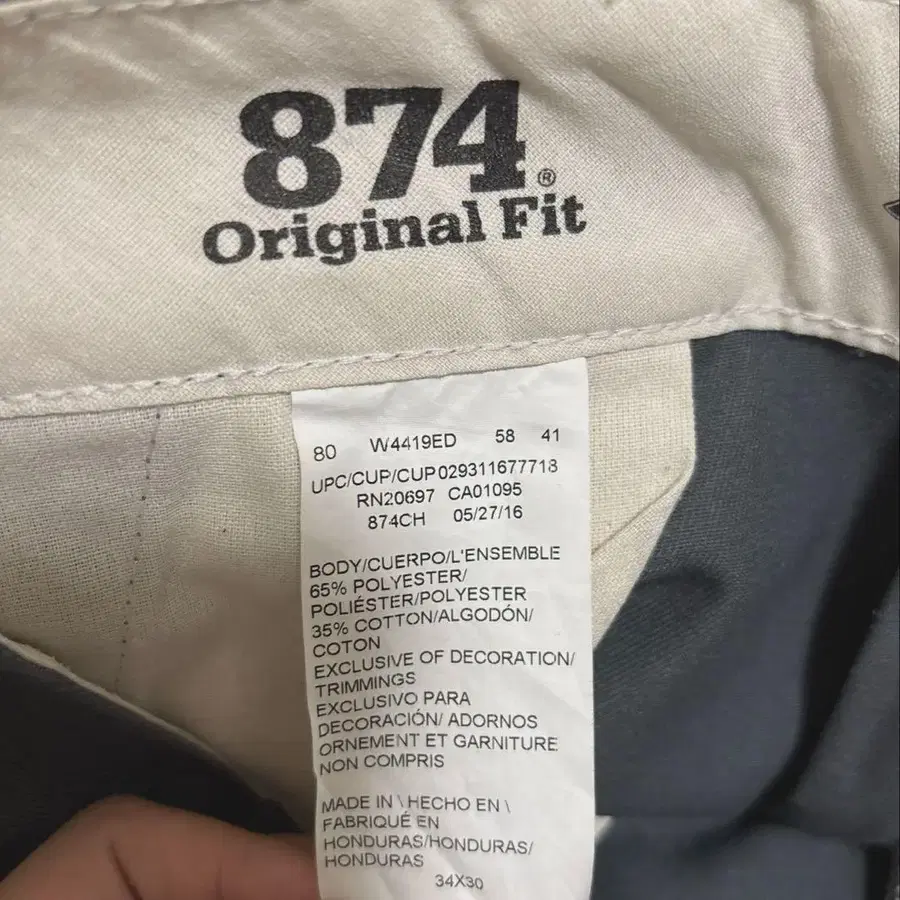 874®
Original Fit
80 W4419ED 58 41
UPC/CUP/CUP029311677718
RN20697 CA01095
874CH 05/27/16
BODY/CUERPO/L'ENSEMBLE
65% POLYESTER/
POLIÉSTER/POLYESTER
35% COTTON/ALGODÓN/
COTON
EXCLUSIVE OF DECORATION/
TRIMMINGS
EXCLUSIVO PARA
DECORACIÓN/ ADORNOS
ORNEMENT ET GARNITURE
NON COMPRIS
MADE IN \ HECHO EN \
FABRIQUÉ EN
HONDURAS/HONDURAS/
HONDURAS
34X30